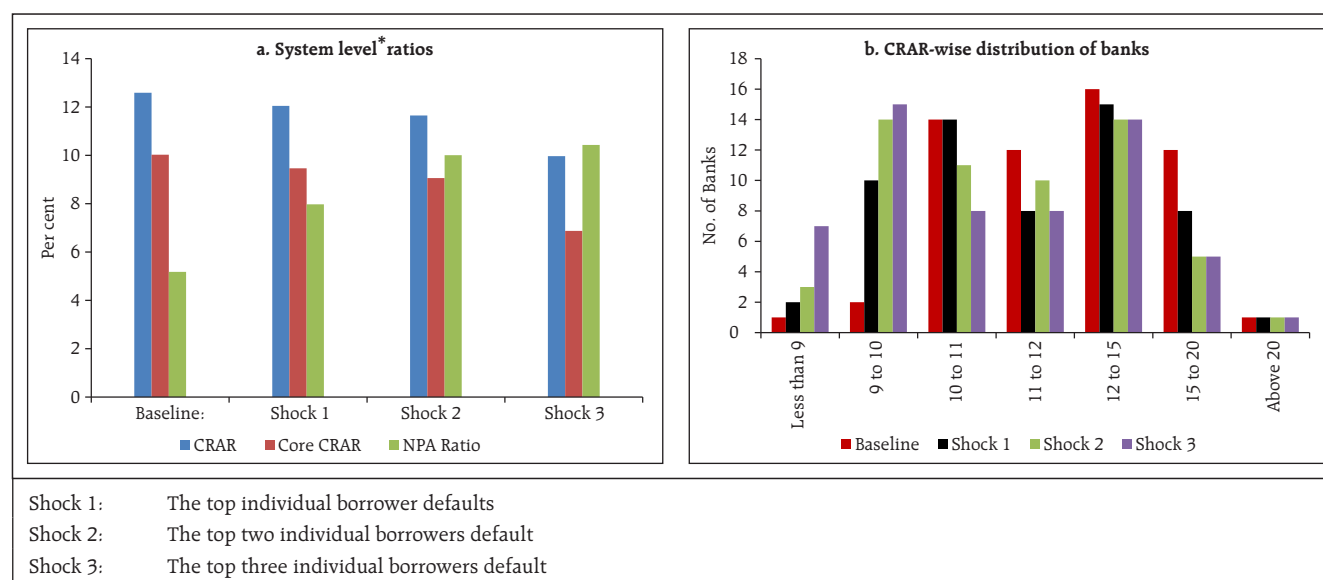 a. System level* ratios
14
12
10
8
6
4
2
0
Per cent
Baseline:
Shock 1
Shock 2
Shock 3
CRAR
Core CRAR
NPA Ratio
b. CRAR-wise distribution of banks
18
16
14
12
10
8
6
4
2
0
No. of Banks
Less than 9
9 to 10
10 to 11
11 to 12
12 to 15
15 to 20
Above 20
Baseline
Shock 1
Shock 2
Shock 3
Shock 1: The top individual borrower defaults
Shock 2: The top two individual borrowers default
Shock 3: The top three individual borrowers default